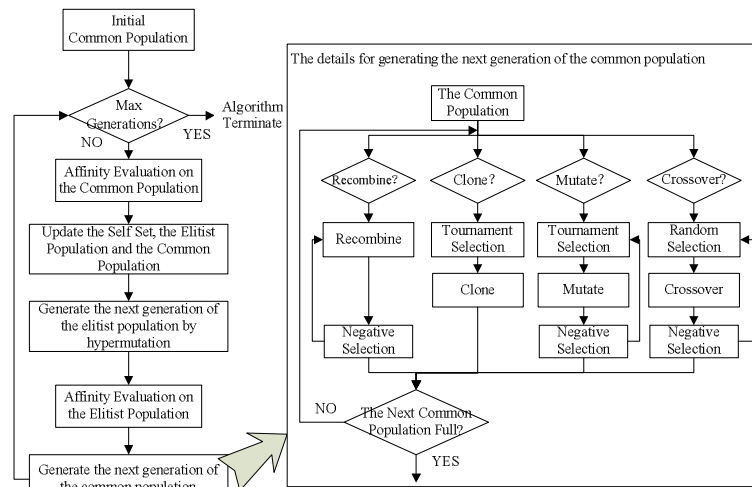 Initial
Common Population
Max
Generations?
NO
YES
Algorithm
Terminate
Affinity Evaluation on
the Common Population
Update the Self Set, the Elitist
Population and the Common
Population
Generate the next generation of
the elitist population by
hypermutation
Affinity Evaluation on
the Elitist Population
Generate the next generation of
the common population
The details for generating the next generation of the common population
The Common
Population
Recombine?
Clone?
Mutate?
Crossover?
Recombine
Tournament
Selection
Tournament
Selection
Random
Selection
Clone
Mutate
Crossover
Negative
Selection
Negative
Selection
Negative
Selection
NO
The Next Common
Population Full?
YES